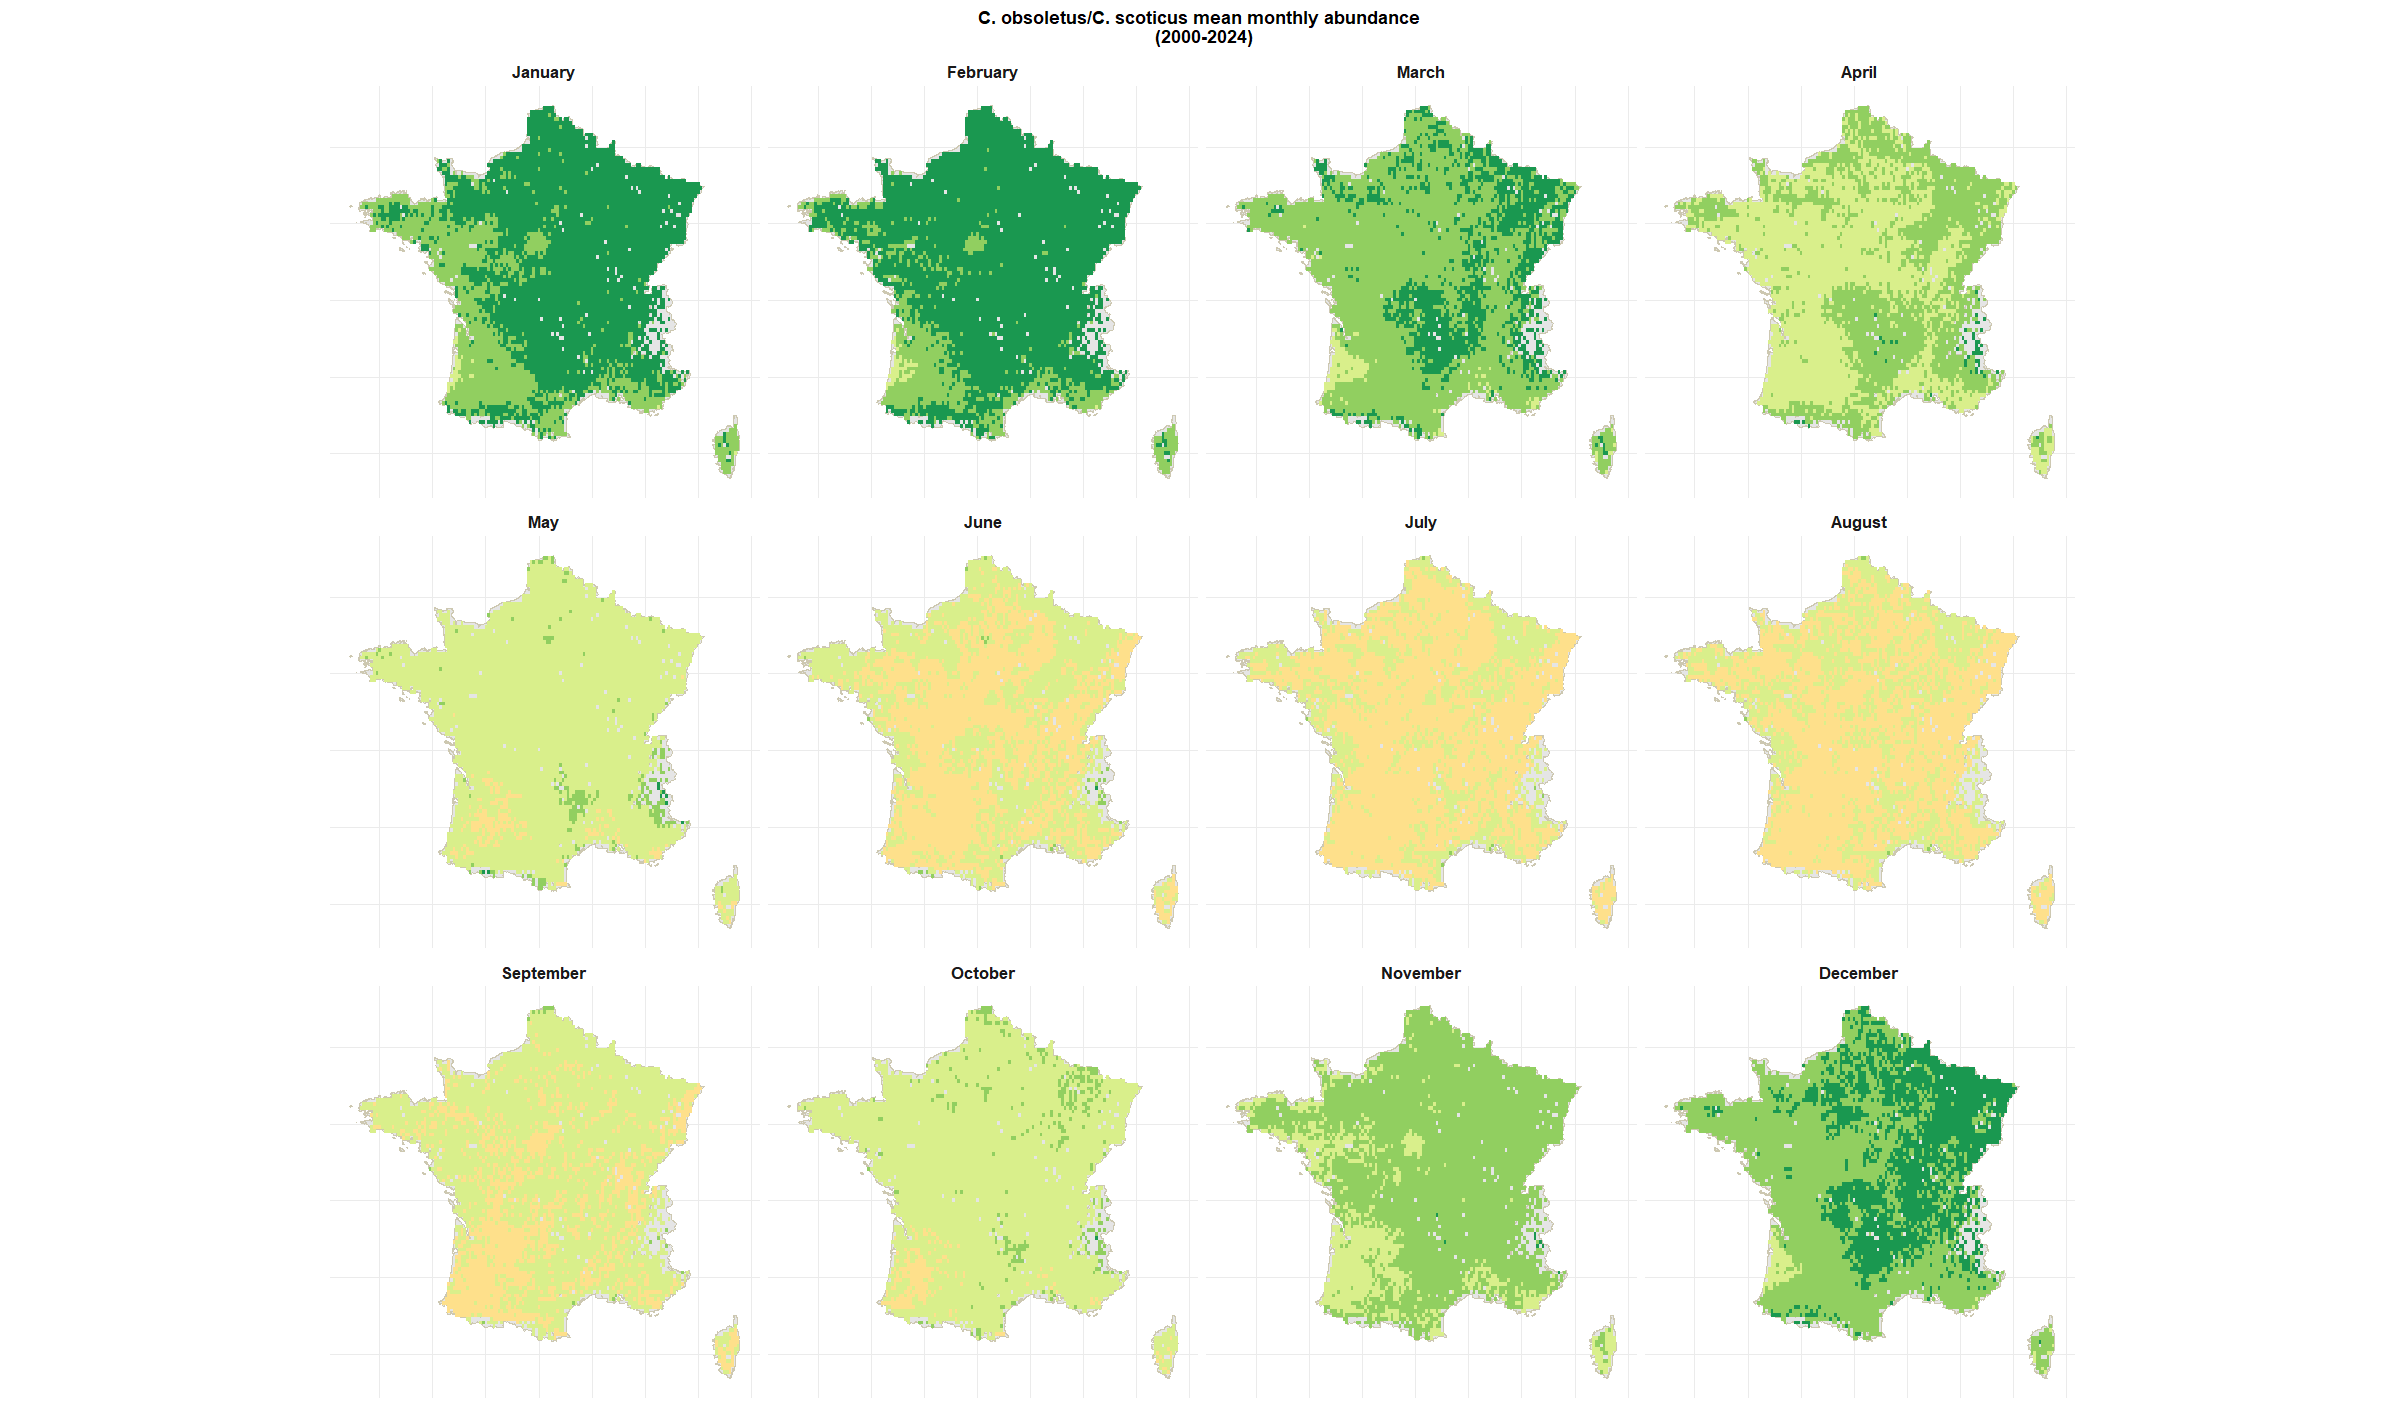 C. obsoletus/C. scoticus mean monthly abundance
(2000-2024)
January
February
March
April
May
June
July
August
September
October
November
December